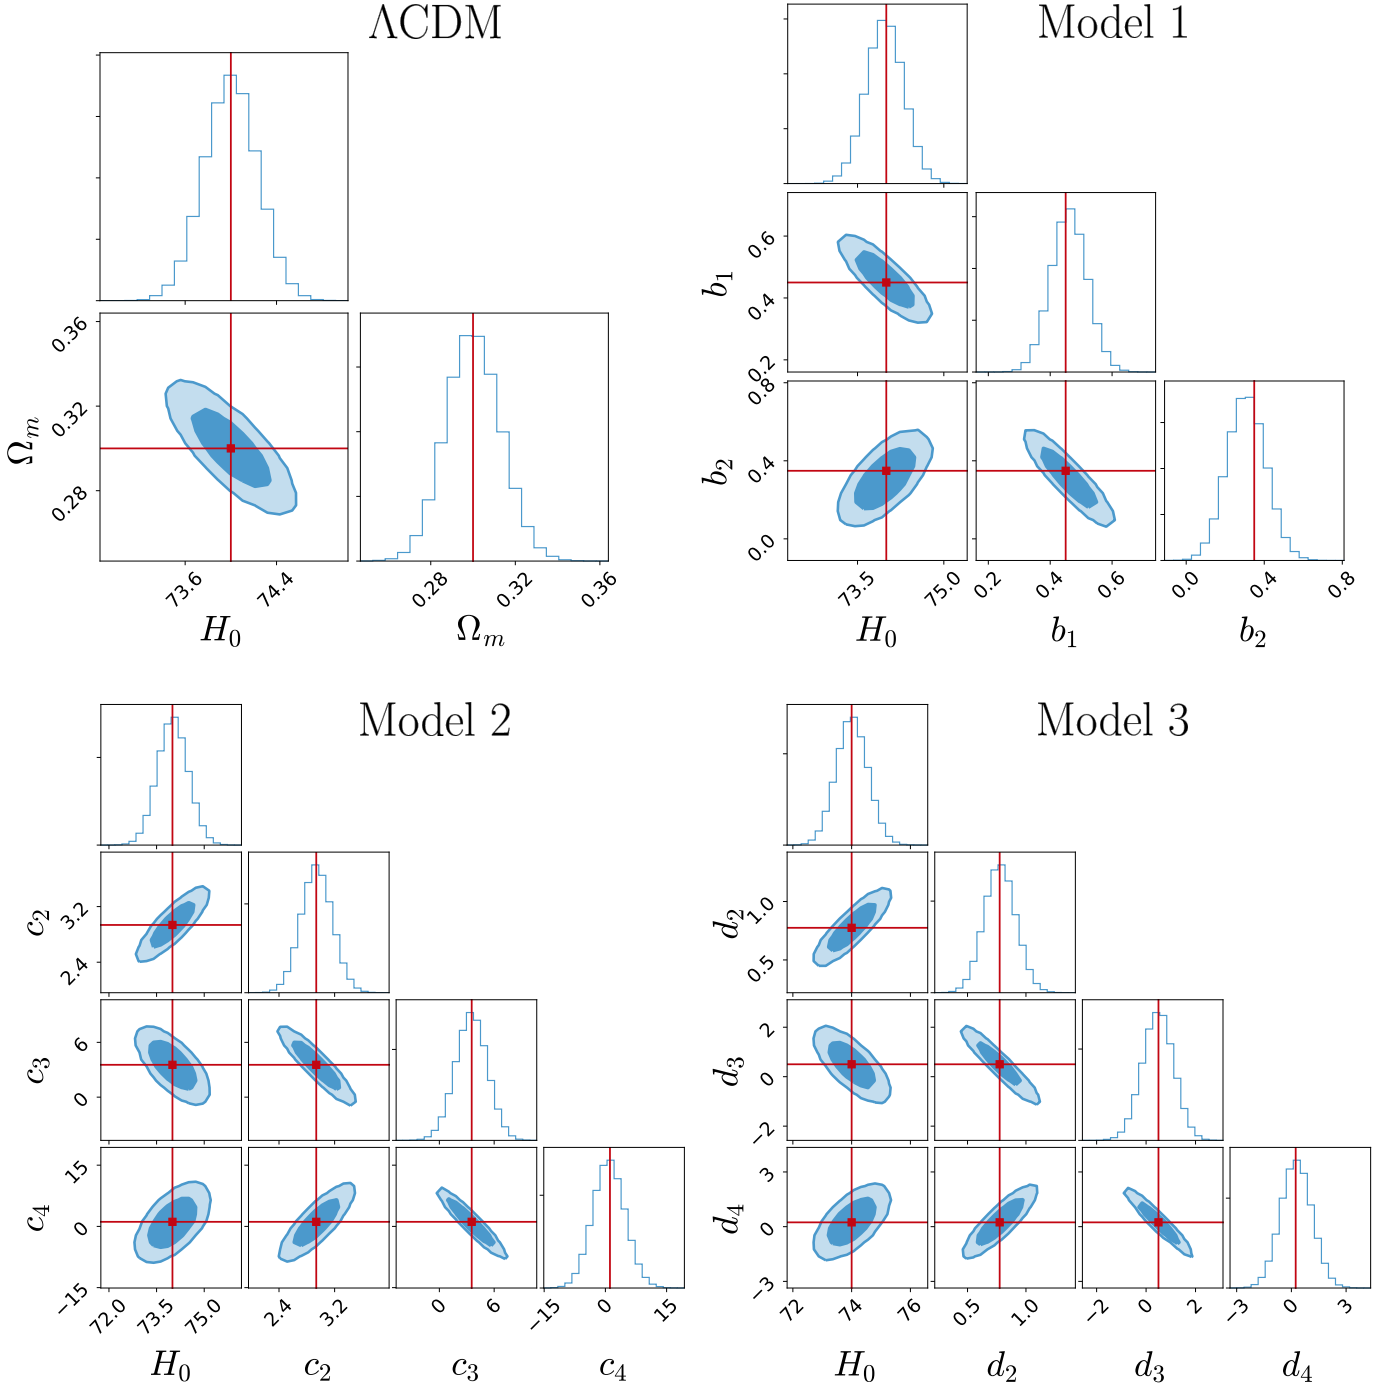 ΛCDM
Model 1
0.36
0.32
0.28
Ω_m
73.6 74.4
H_0
0.28 0.32 0.36
Ω_m
0.6
0.4
0.2
b_1
0.8
0.4
0.0
b_2
73.5 75.0
H_0
0.2 0.4 0.6
b_1
0.0 0.4 0.8
b_2
Model 2
Model 3
3.2
2.4
c_2
6
0
c_3
15
0
−15
c_4
72.0 73.5 75.0
H_0
2.4 3.2
c_2
0 6
c_3
−15 0 15
c_4
1.0
0.5
d_2
2
0
−2
d_3
3
0
−3
d_4
72 74 76
H_0
0.5 1.0
d_2
−2 0 2
d_3
−3 0 3
d_4